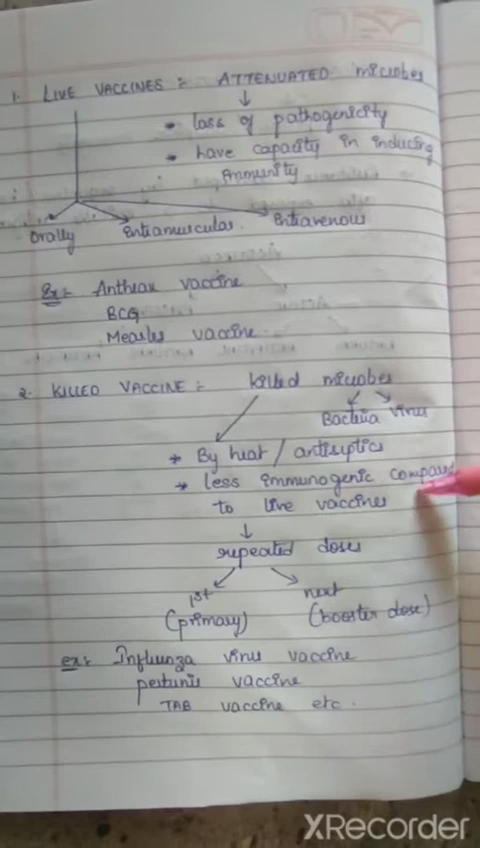 1. LIVE VACCINES :- ATTENUATED microbes
↓
• loss of pathogenicity
• have capacity in inducing
immunity
Orally intramuscular. intravenous
Ex:- Anthrax vaccine
BCG
Measles vaccine.
2. KILLED VACCINE :- killed microbes
Bacteria virus
* By heat / antiseptics
* less immunogenic compared
to live vaccines
↓
repeated doses
1st next
(primary) (booster dose)
ex:- Influenza virus vaccine
vaccine
TAB vaccine etc.
XRecorder